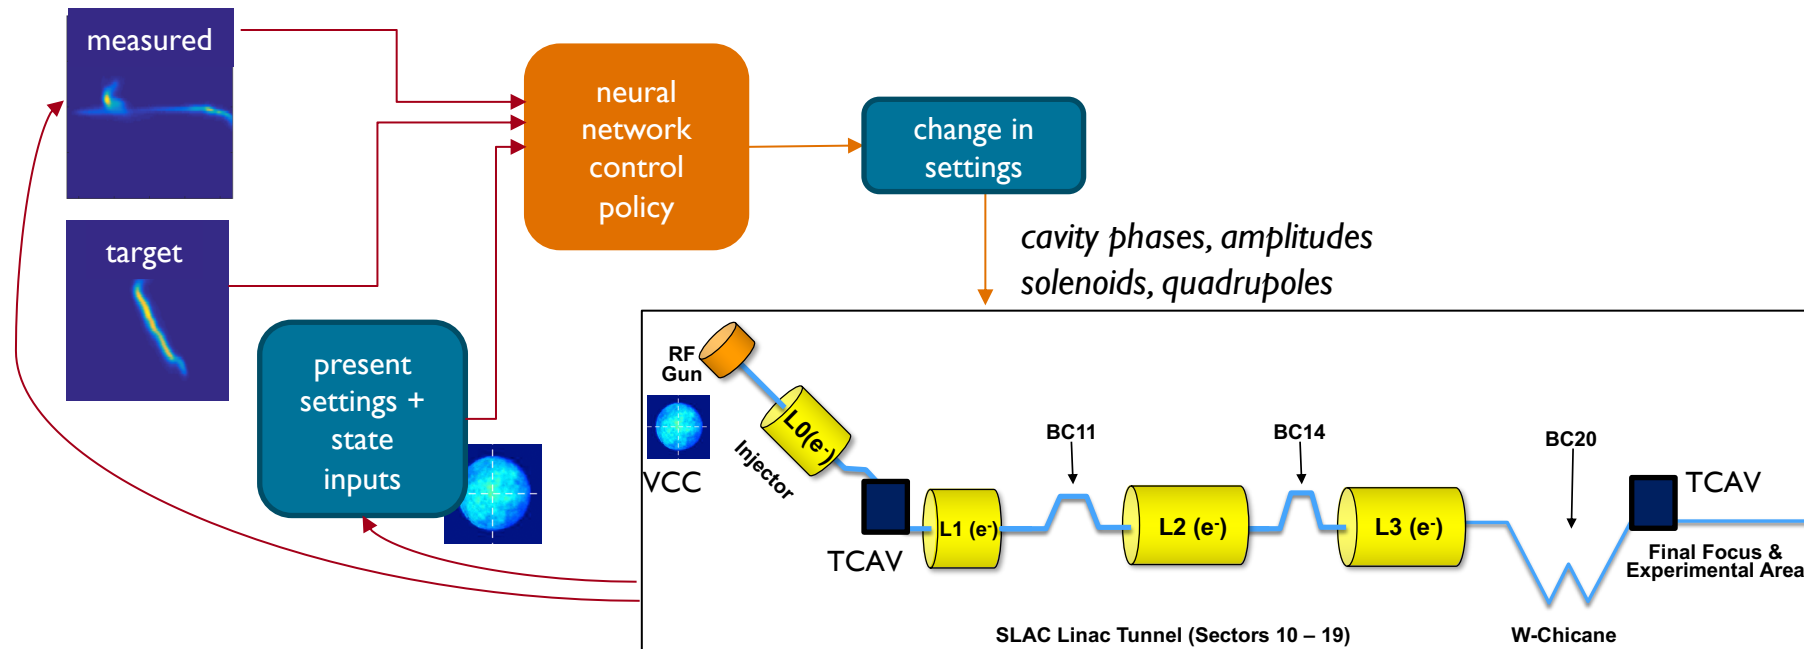 measured
target
neural
network
control
policy
change in
settings
cavity phases, amplitudes
solenoids, quadrupoles
present
settings +
state
inputs
RF
Gun
VCC
L0(e-)
Injector
TCAV
L1 (e-)
BC11
L2 (e-)
BC14
L3 (e-)
BC20
TCAV
Final Focus &
Experimental Area
SLAC Linac Tunnel (Sectors 10 – 19)
W-Chicane